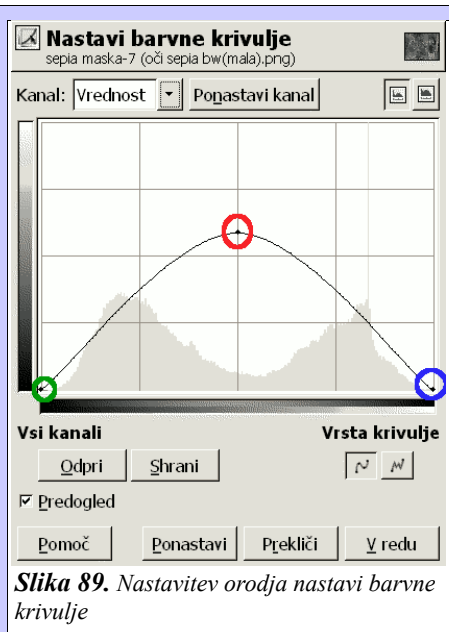 Nastavi barvne krivulje
sepia maska-7 (oči sepia bw(mala).png)
Kanal: Vrednost Ponastavi kanal
Vsi kanali Vrsta krivulje
Odpri Shrani
Predogled
Pomoč Ponastavi Prekliči V redu
Slika 89. Nastavitev orodja nastavi barvne
krivulje